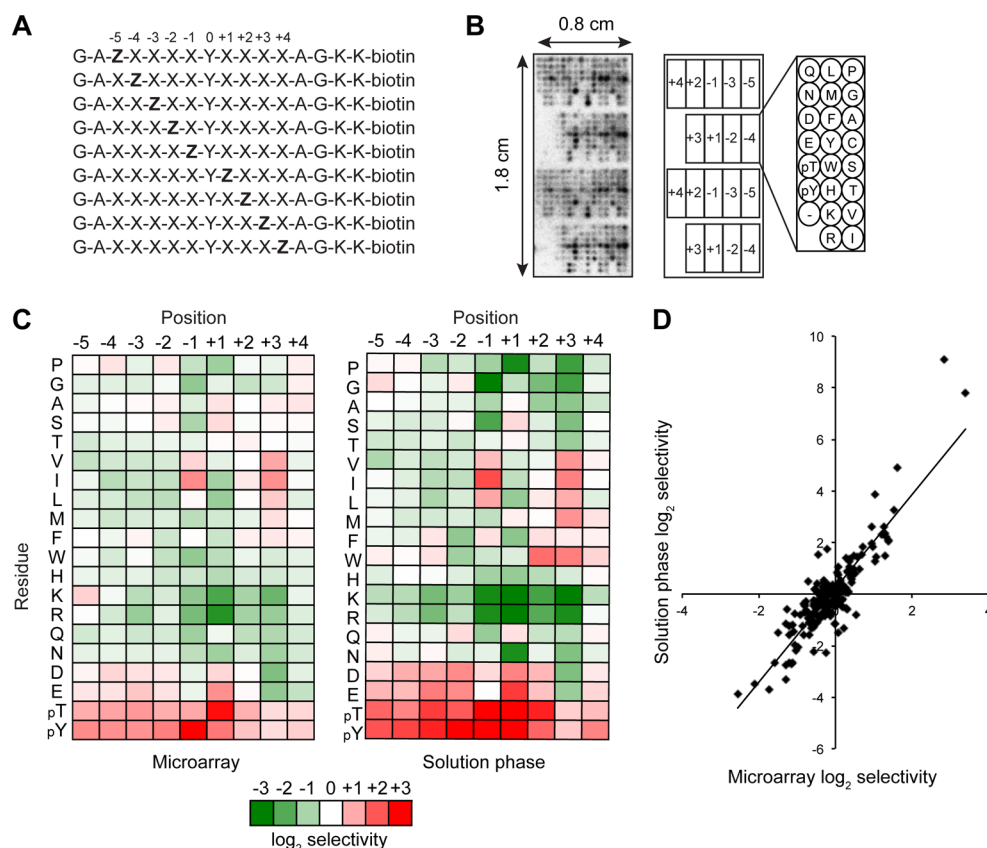 A
-5 -4 -3 -2 -1 0 +1 +2 +3 +4
G-A-Z-X-X-X-X-Y-X-X-X-X-A-G-K-K-biotin
G-A-X-Z-X-X-X-Y-X-X-X-X-A-G-K-K-biotin
G-A-X-X-Z-X-X-Y-X-X-X-X-A-G-K-K-biotin
G-A-X-X-X-Z-X-Y-X-X-X-X-A-G-K-K-biotin
G-A-X-X-X-X-Z-Y-X-X-X-X-A-G-K-K-biotin
G-A-X-X-X-X-X-Y-Z-X-X-X-A-G-K-K-biotin
G-A-X-X-X-X-X-Y-X-Z-X-X-A-G-K-K-biotin
G-A-X-X-X-X-X-Y-X-X-Z-X-A-G-K-K-biotin
G-A-X-X-X-X-X-Y-X-X-X-Z-A-G-K-K-biotin
B
0.8 cm
1.8 cm
+4 +2 -1 -3 -5
+3 +1 -2 -4
+4 +2 -1 -3 -5
+3 +1 -2 -4
Q L P
N M G
D F A
E Y C
pT W S
pY H T
- K V
R I
C
Position
-5 -4 -3 -2 -1 +1 +2 +3 +4
Residue
P
G
A
S
T
V
I
L
M
F
W
H
K
R
Q
N
D
E
pT
pY
Microarray
Position
-5 -4 -3 -2 -1 +1 +2 +3 +4
P
G
A
S
T
V
I
L
M
F
W
H
K
R
Q
N
D
E
pT
pY
Solution phase
-3 -2 -1 0 +1 +2 +3
log2 selectivity
D
Solution phase log2 selectivity
10
8
6
4
2
0
-2
-4
-6
-4 -2 0 2 4
Microarray log2 selectivity